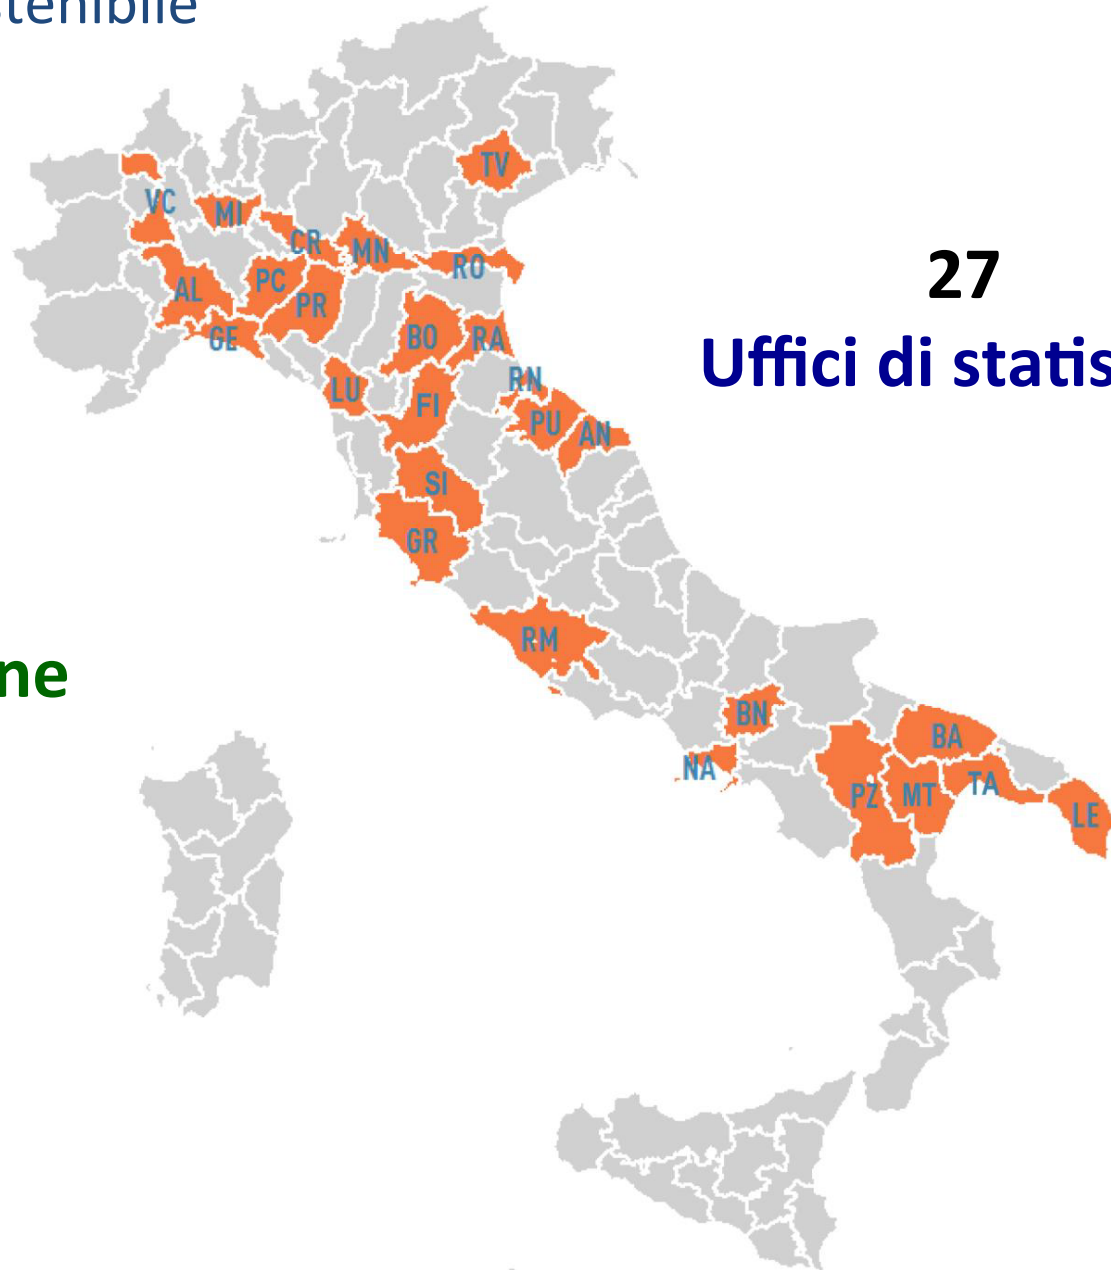 stenibile
TV
VC
MI
CR
MN
RO
27
AL
PC
PR
GE
BO
RA
Uffici di statis
LU
RN
FI
PU
AN
SI
GR
RM
ne
BN
BA
NA
PZ
MT
TA
LE